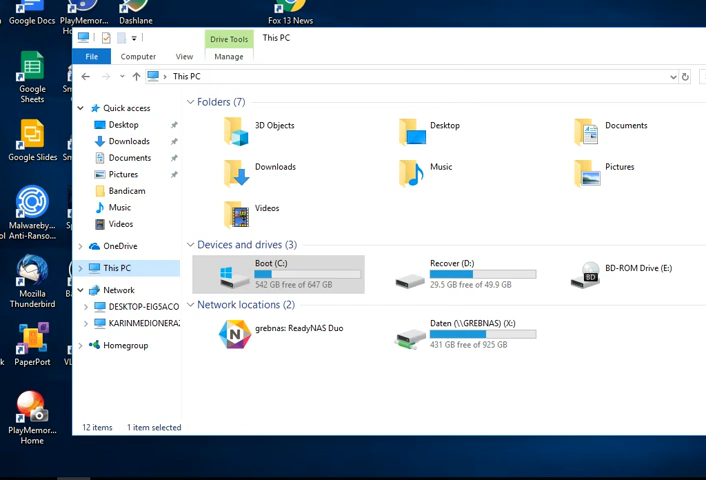 Google Docs
PlayMemor...
Home
Dashlane
Fox 13 News
Drive Tools
This PC
File
Computer
View
Manage
This PC
Google
Sheets
Google Slides
Malwareby...
Anti-Ranso...
Mozilla
Thunderbird
PaperPort
PlayMemor...
Home
Quick access
Desktop
Downloads
Documents
Pictures
Bandicam
Music
Videos
OneDrive
This PC
Network
DESKTOP-EIG5ACO
Homegroup
Folders (7)
3D Objects
Desktop
Documents
Downloads
Music
Pictures
Videos
Devices and drives (3)
Boot (C:)
542 GB free of 647 GB
Recover (D:)
29.5 GB free of 49.9 GB
BD-ROM Drive (E:)
Network locations (2)
grebnas: ReadyNAS Duo
Daten (\\GREBNAS) (X:)
431 GB free of 925 GB
12 items
1 item selected